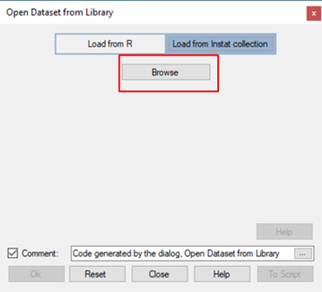 Open Dataset from Library x
Load from R Load from Instat collection
Browse
Help
Comment: Code generated by the dialog, Open Dataset from Library ...
Ok Reset Close Help To Script